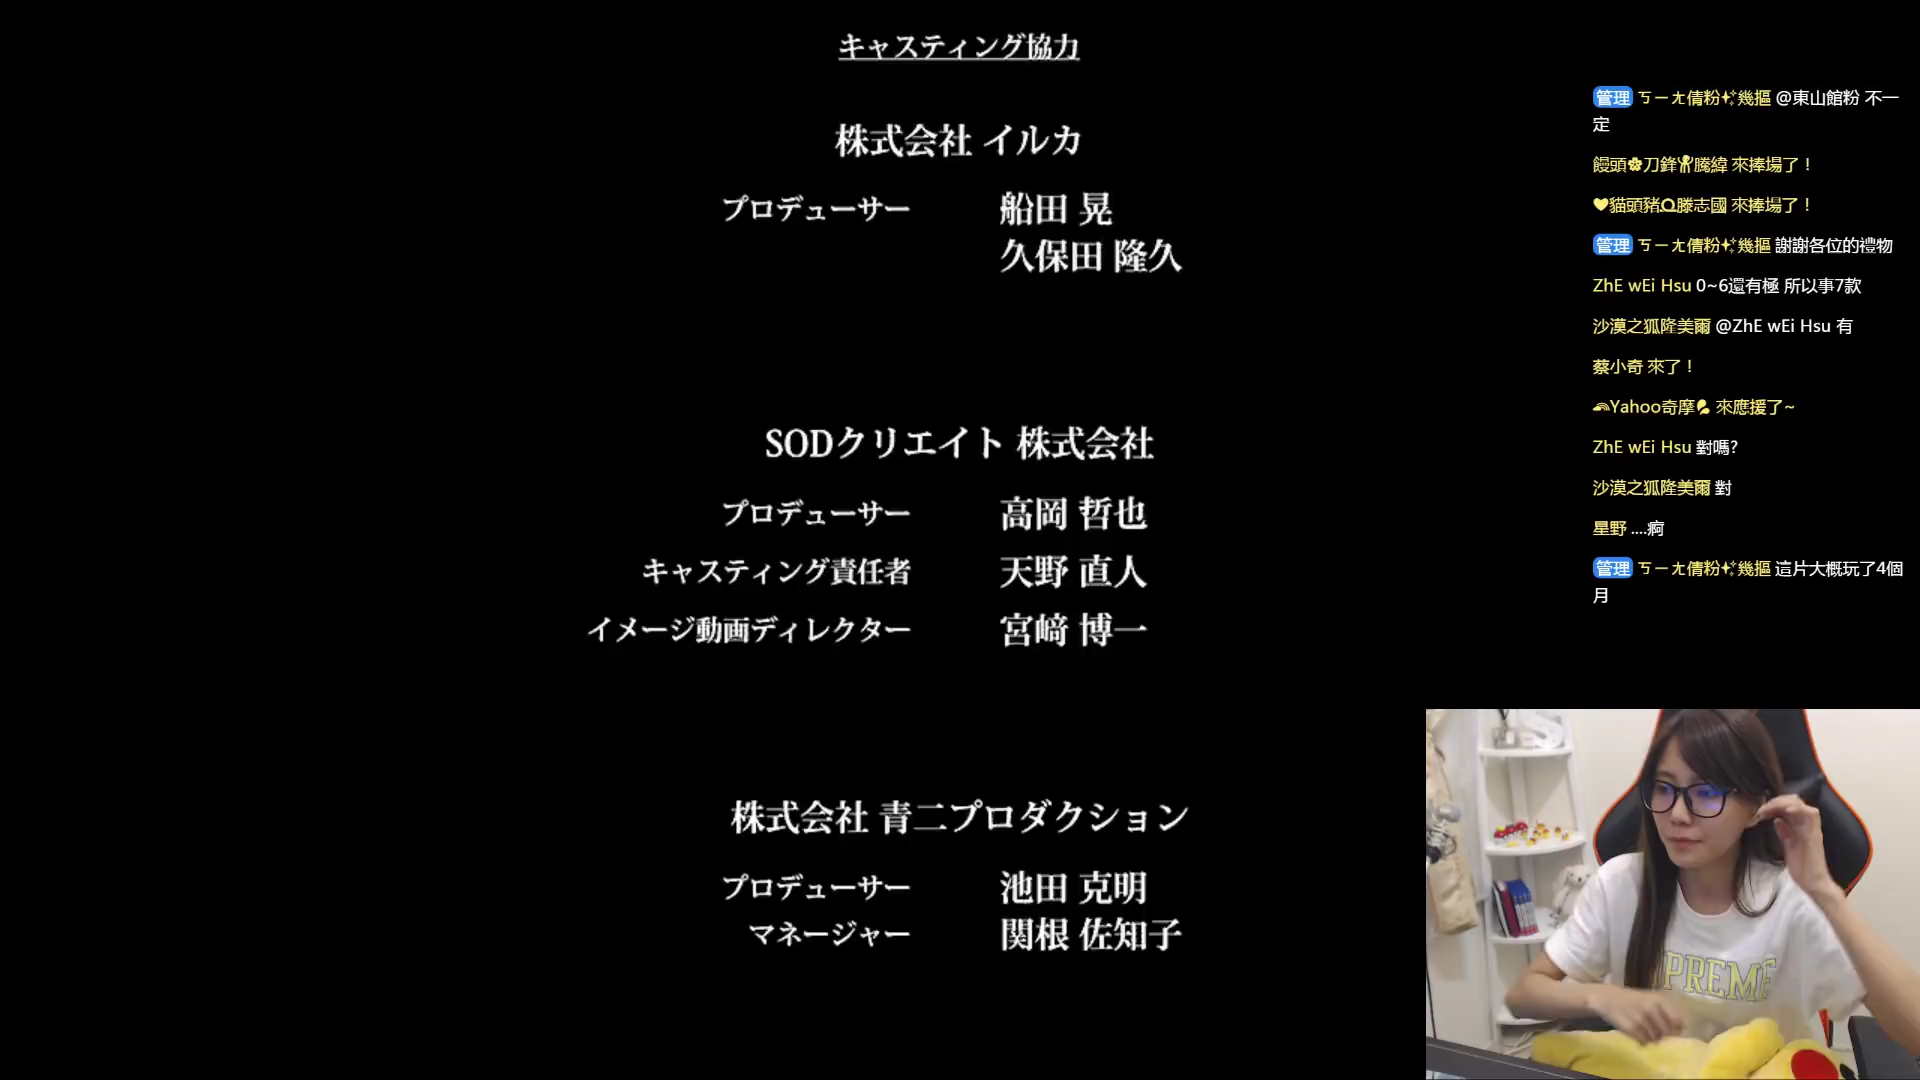 キャスティング協力
株式会社 イルカ
プロデューサー 船田 晃
久保田 隆久
SODクリエイト 株式会社
プロデューサー 高岡 哲也
キャスティング責任者 天野 直人
イメージ動画ディレクター 宮﨑 博一
株式会社 青二プロダクション
プロデューサー 池田 克明
マネージャー 関根 佐知子
管理 ㄎㄧㄤ倩粉✨幾摳 @東山館粉 不一
定
饅頭 刀鋒 騰緯 來捧場了！
貓頭豬 滕志國 來捧場了！
管理 ㄎㄧㄤ倩粉✨幾摳 謝謝各位的禮物
ZhE wEi Hsu 0~6還有極 所以事7款
沙漠之狐隆美爾 @ZhE wEi Hsu 有
蔡小奇 來了！
Yahoo奇摩 來應援了~
ZhE wEi Hsu 對嗎?
沙漠之狐隆美爾 對
星野 ....痾
管理 ㄎㄧㄤ倩粉✨幾摳 這片大概玩了4個
月